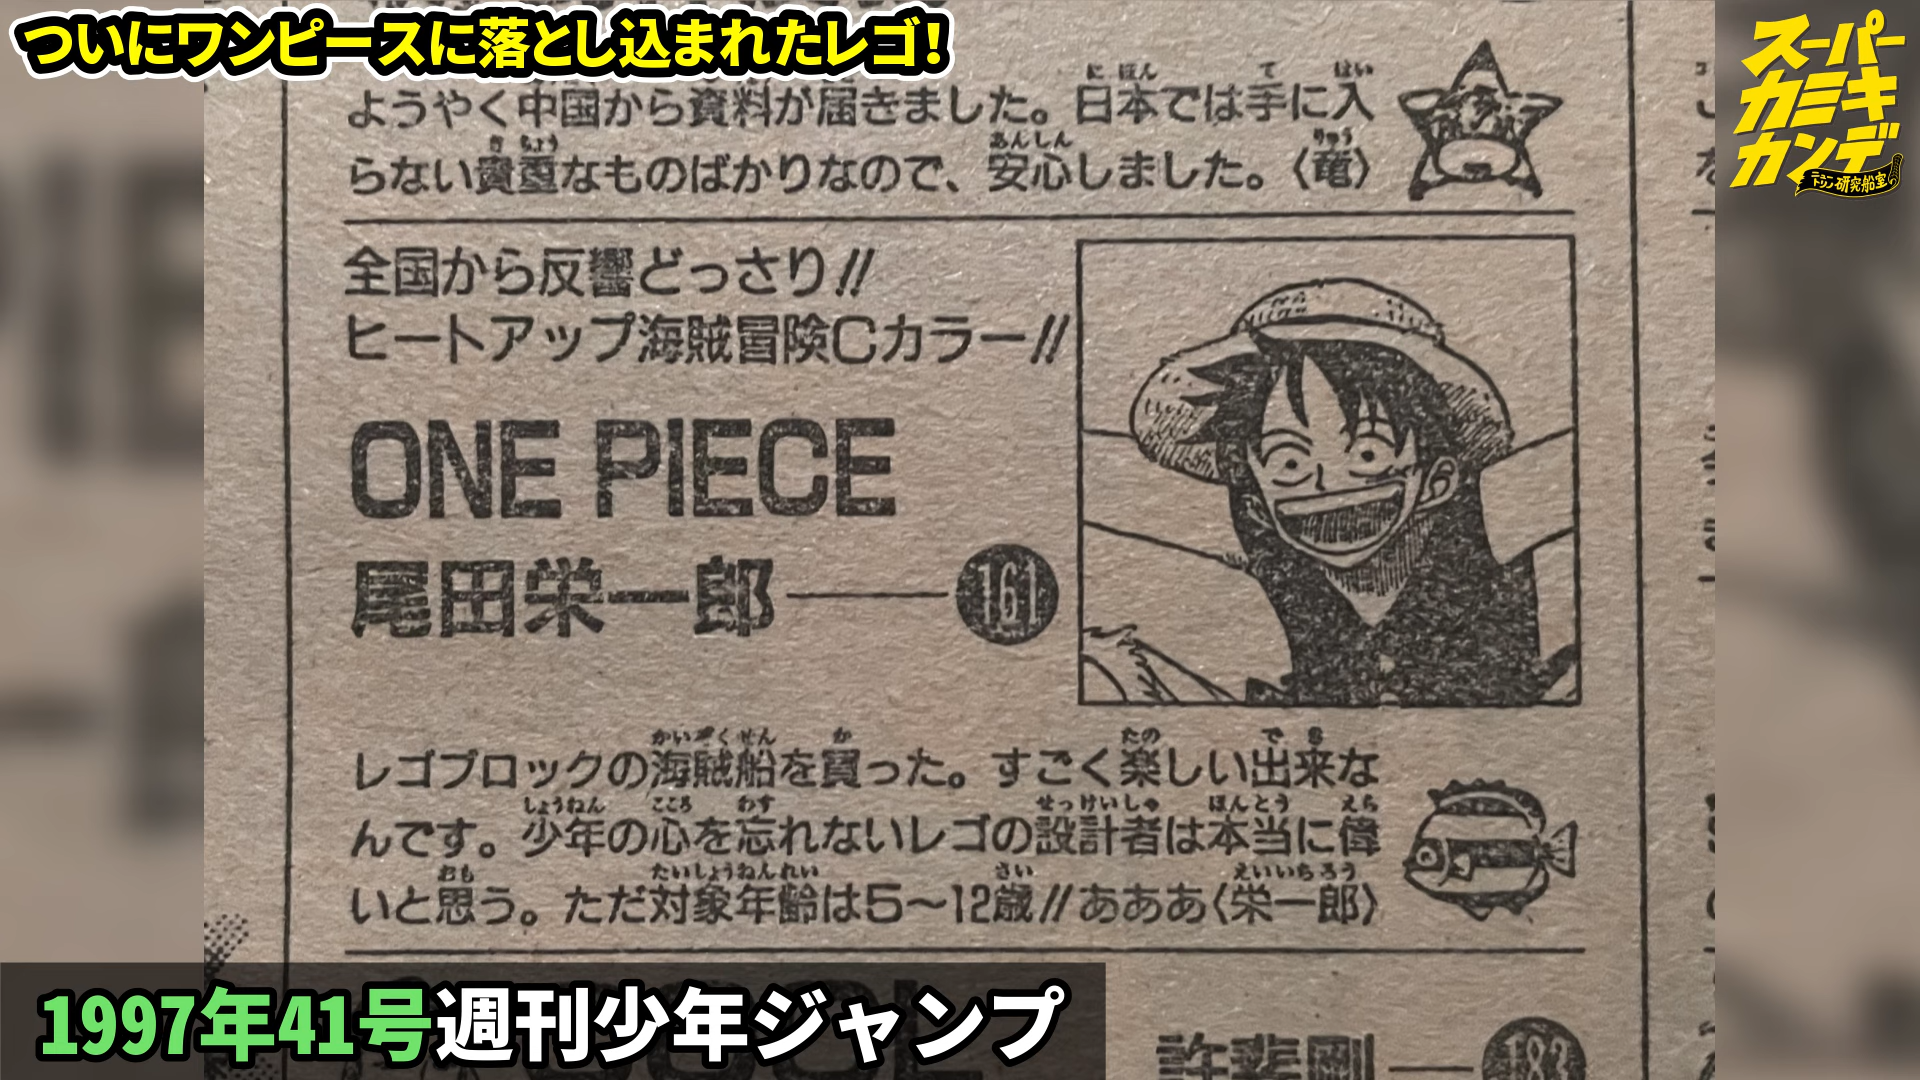 ついにワンピースに落とし込まれたレゴ!
スーパー
カミキ
カンデ
ニュートリノ研究船室
ようやく中国から資料が届きました。日本では手に入
らない貴重なものばかりなので、安心しました。〈竜〉
全国から反響どっさり!!
ヒートアップ海賊冒険Cカラー!!
ONE PIECE
尾田栄一郎 161
レゴブロックの海賊船を買った。すごく楽しい出来な
んです。少年の心を忘れないレゴの設計者は本当に偉
いと思う。ただ対象年齢は5〜12歳!!あああ〈栄一郎〉
1997年41号週刊少年ジャンプ
許斐剛 183